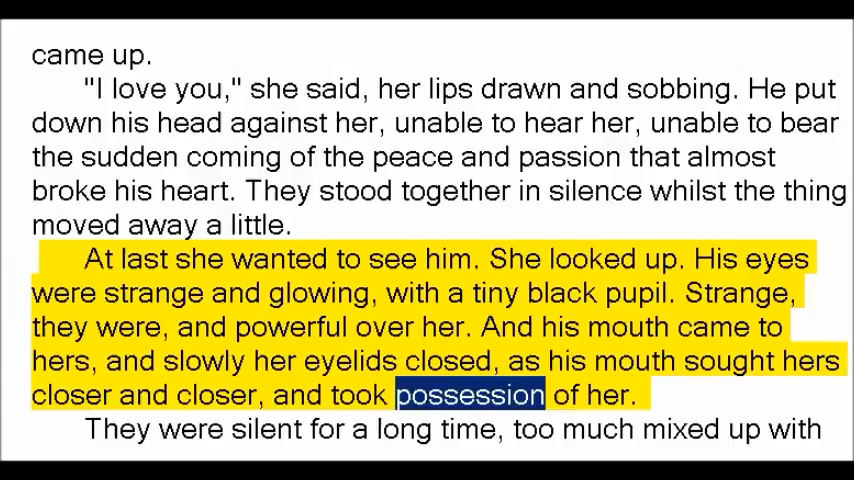 came up.
"I love you," she said, her lips drawn and sobbing. He put
down his head against her, unable to hear her, unable to bear
the sudden coming of the peace and passion that almost
broke his heart. They stood together in silence whilst the thing
moved away a little.
At last she wanted to see him. She looked up. His eyes
were strange and glowing, with a tiny black pupil. Strange,
they were, and powerful over her. And his mouth came to
hers, and slowly her eyelids closed, as his mouth sought hers
closer and closer, and took possession of her.
They were silent for a long time, too much mixed up with